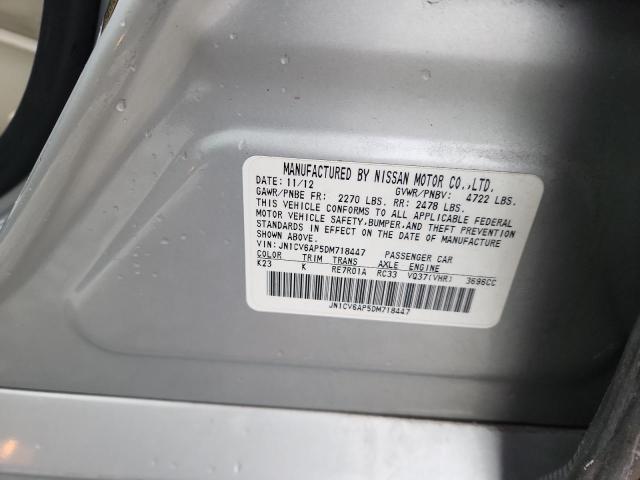 MANUFACTURED BY NISSAN MOTOR CO.,LTD.
DATE: 11/12 GVWR/PNBV: 4722 LBS.
GAWR/PNBE FR: 2270 LBS. RR: 2478 LBS.
THIS VEHICLE CONFORMS TO ALL APPLICABLE FEDERAL
MOTOR VEHICLE SAFETY,BUMPER,AND THEFT PREVENTION
STANDARDS IN EFFECT ON THE DATE OF MANUFACTURE
SHOWN ABOVE.
VIN: JN1CV6AP5DM718447 PASSENGER CAR
COLOR TRIM TRANS AXLE ENGINE
K23 K RE7R01A RC33 VQ37(VHR) 3696CC
JN1CV6AP5DM718447